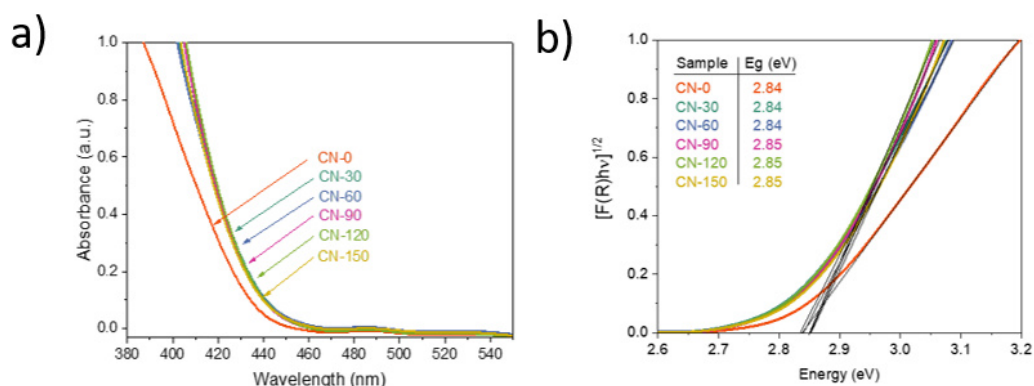 a)
1.0
0.8
0.6
0.4
0.2
0.0
Absorbance (a.u.)
CN-0
CN-30
CN-60
CN-90
CN-120
CN-150
380 400 420 440 460 480 500 520 540
Wavelength (nm)
b)
1.0
0.8
0.6
0.4
0.2
0.0
[F(R)hν]1/2
Sample Eg (eV)
CN-0 2.84
CN-30 2.84
CN-60 2.84
CN-90 2.85
CN-120 2.85
CN-150 2.85
2.6 2.7 2.8 2.9 3.0 3.1 3.2
Energy (eV)